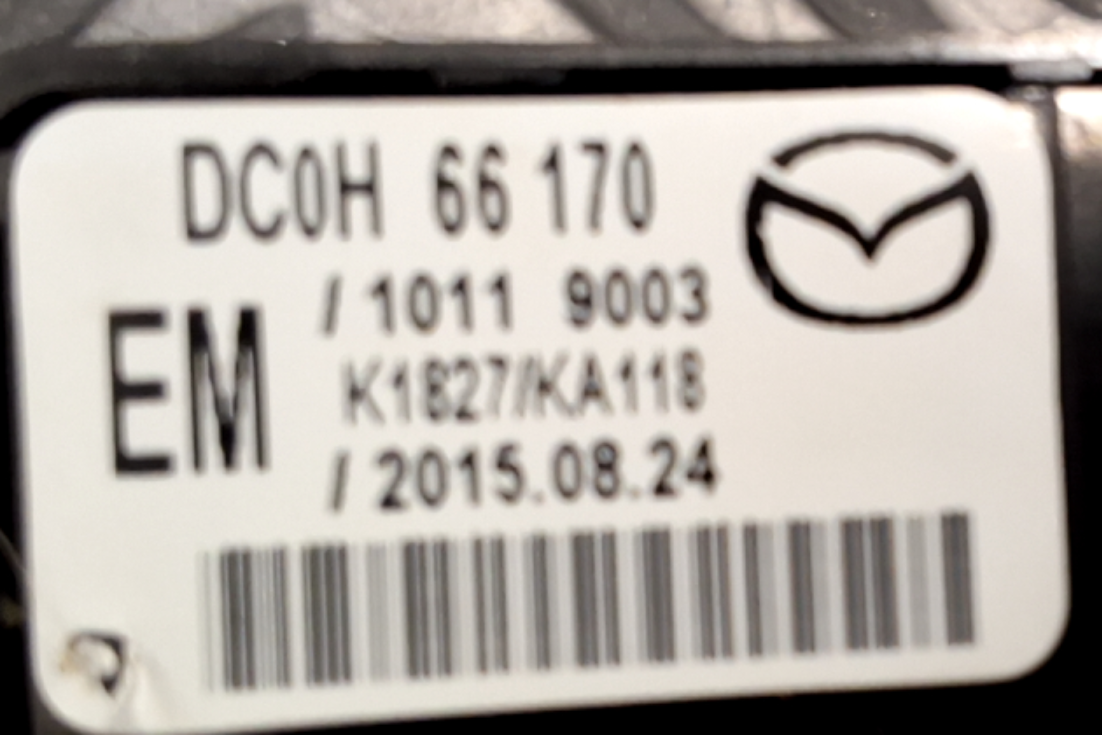 DC0H 66 170
/ 1011 9003
EM
K1827/KA118
/ 2015.08.24